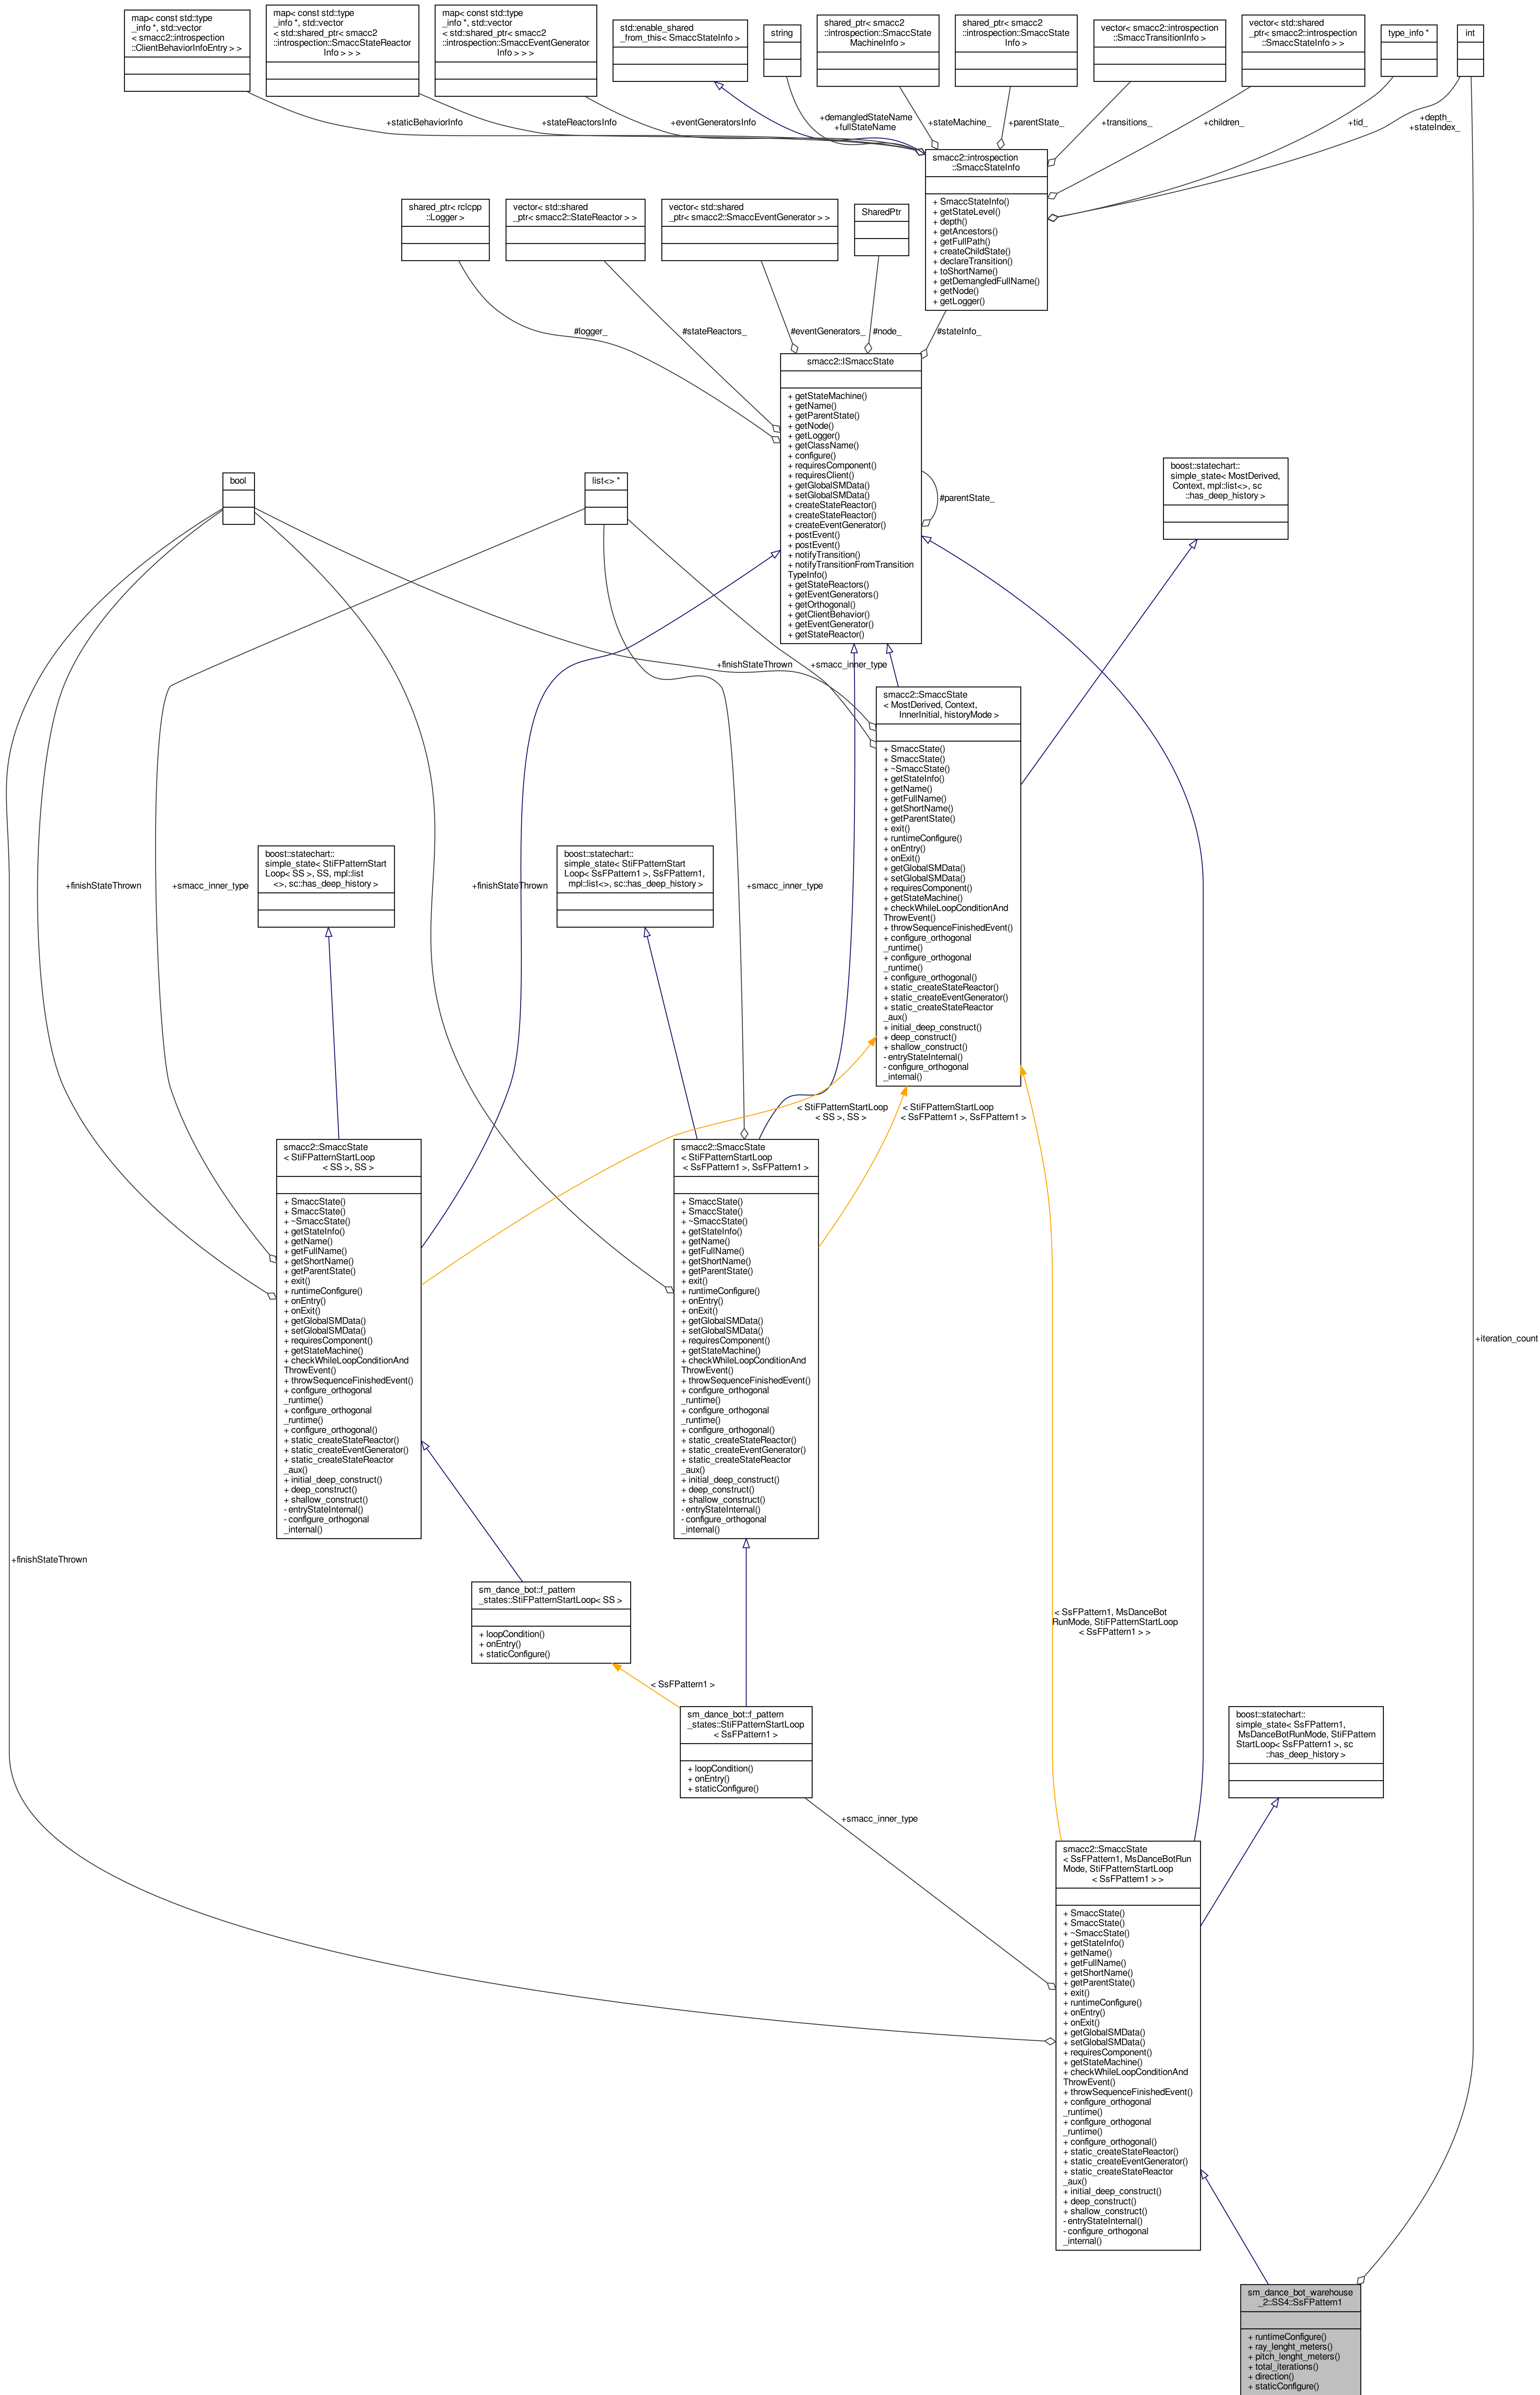 map< const std::type
_info *, std::vector
< smacc2::introspection
::ClientBehaviorInfoEntry > >
map< const std::type
_info *, std::vector
< std::shared_ptr< smacc2
::introspection::SmaccStateReactor
Info > > >
map< const std::type
_info *, std::vector
< std::shared_ptr< smacc2
::introspection::SmaccEventGenerator
Info > > >
std::enable_shared
_from_this< SmaccStateInfo >
string
shared_ptr< smacc2
::introspection::SmaccState
MachineInfo >
shared_ptr< smacc2
::introspection::SmaccState
Info >
vector< smacc2::introspection
::SmaccTransitionInfo >
vector< std::shared
_ptr< smacc2::introspection
::SmaccStateInfo > >
type_info *
int
+staticBehaviorInfo
+stateReactorsInfo
+eventGeneratorsInfo
+demangledStateName
+fullStateName
+stateMachine_
+parentState_
+transitions_
+children_
+tid_
+depth_
+stateIndex_
smacc2::introspection
::SmaccStateInfo
+ SmaccStateInfo()
+ getStateLevel()
+ depth()
+ getAncestors()
+ getFullPath()
+ createChildState()
+ declareTransition()
+ toShortName()
+ getDemangledFullName()
+ getNode()
+ getLogger()
shared_ptr< rclcpp
::Logger >
vector< std::shared
_ptr< smacc2::StateReactor > >
vector< std::shared
_ptr< smacc2::SmaccEventGenerator > >
SharedPtr
#logger_
#stateReactors_
#eventGenerators_
#node_
#stateInfo_
smacc2::ISmaccState
+ getStateMachine()
+ getName()
+ getParentState()
+ getNode()
+ getLogger()
+ getClassName()
+ configure()
+ requiresComponent()
+ requiresClient()
+ getGlobalSMData()
+ setGlobalSMData()
+ createStateReactor()
+ createStateReactor()
+ createEventGenerator()
+ postEvent()
+ postEvent()
+ notifyTransition()
+ notifyTransitionFromTransition
TypeInfo()
+ getStateReactors()
+ getEventGenerators()
+ getOrthogonal()
+ getClientBehavior()
+ getEventGenerator()
+ getStateReactor()
#parentState_
bool
list<> *
boost::statechart::
simple_state< MostDerived,
Context, mpl::list<>, sc
::has_deep_history >
+finishStateThrown
+smacc_inner_type
smacc2::SmaccState
< MostDerived, Context,
InnerInitial, historyMode >
+ SmaccState()
+ SmaccState()
+ ~SmaccState()
+ getStateInfo()
+ getName()
+ getFullName()
+ getShortName()
+ getParentState()
+ exit()
+ runtimeConfigure()
+ onEntry()
+ onExit()
+ getGlobalSMData()
+ setGlobalSMData()
+ requiresComponent()
+ getStateMachine()
+ checkWhileLoopConditionAnd
ThrowEvent()
+ throwSequenceFinishedEvent()
+ configure_orthogonal
_runtime()
+ configure_orthogonal
_runtime()
+ configure_orthogonal()
+ static_createStateReactor()
+ static_createEventGenerator()
+ static_createStateReactor
_aux()
+ initial_deep_construct()
+ deep_construct()
+ shallow_construct()
- entryStateInternal()
- configure_orthogonal
_internal()
boost::statechart::
simple_state< StiFPatternStart
Loop< SS >, SS, mpl::list
<>, sc::has_deep_history >
boost::statechart::
simple_state< StiFPatternStart
Loop< SsFPattern1 >, SsFPattern1,
mpl::list<>, sc::has_deep_history >
+finishStateThrown
+smacc_inner_type
+finishStateThrown
+smacc_inner_type
< StiFPatternStartLoop
< SS >, SS >
< StiFPatternStartLoop
< SsFPattern1 >, SsFPattern1 >
smacc2::SmaccState
< StiFPatternStartLoop
< SS >, SS >
+ SmaccState()
+ SmaccState()
+ ~SmaccState()
+ getStateInfo()
+ getName()
+ getFullName()
+ getShortName()
+ getParentState()
+ exit()
+ runtimeConfigure()
+ onEntry()
+ onExit()
+ getGlobalSMData()
+ setGlobalSMData()
+ requiresComponent()
+ getStateMachine()
+ checkWhileLoopConditionAnd
ThrowEvent()
+ throwSequenceFinishedEvent()
+ configure_orthogonal
_runtime()
+ configure_orthogonal
_runtime()
+ configure_orthogonal()
+ static_createStateReactor()
+ static_createEventGenerator()
+ static_createStateReactor
_aux()
+ initial_deep_construct()
+ deep_construct()
+ shallow_construct()
- entryStateInternal()
- configure_orthogonal
_internal()
smacc2::SmaccState
< StiFPatternStartLoop
< SsFPattern1 >, SsFPattern1 >
+ SmaccState()
+ SmaccState()
+ ~SmaccState()
+ getStateInfo()
+ getName()
+ getFullName()
+ getShortName()
+ getParentState()
+ exit()
+ runtimeConfigure()
+ onEntry()
+ onExit()
+ getGlobalSMData()
+ setGlobalSMData()
+ requiresComponent()
+ getStateMachine()
+ checkWhileLoopConditionAnd
ThrowEvent()
+ throwSequenceFinishedEvent()
+ configure_orthogonal
_runtime()
+ configure_orthogonal
_runtime()
+ configure_orthogonal()
+ static_createStateReactor()
+ static_createEventGenerator()
+ static_createStateReactor
_aux()
+ initial_deep_construct()
+ deep_construct()
+ shallow_construct()
- entryStateInternal()
- configure_orthogonal
_internal()
+iteration_count
+finishStateThrown
sm_dance_bot::f_pattern
_states::StiFPatternStartLoop< SS >
+ loopCondition()
+ onEntry()
+ staticConfigure()
< SsFPattern1, MsDanceBot
RunMode, StiFPatternStartLoop
< SsFPattern1 > >
< SsFPattern1 >
sm_dance_bot::f_pattern
_states::StiFPatternStartLoop
< SsFPattern1 >
+ loopCondition()
+ onEntry()
+ staticConfigure()
boost::statechart::
simple_state< SsFPattern1,
MsDanceBotRunMode, StiFPattern
StartLoop< SsFPattern1 >, sc
::has_deep_history >
+smacc_inner_type
smacc2::SmaccState
< SsFPattern1, MsDanceBotRun
Mode, StiFPatternStartLoop
< SsFPattern1 > >
+ SmaccState()
+ SmaccState()
+ ~SmaccState()
+ getStateInfo()
+ getName()
+ getFullName()
+ getShortName()
+ getParentState()
+ exit()
+ runtimeConfigure()
+ onEntry()
+ onExit()
+ getGlobalSMData()
+ setGlobalSMData()
+ requiresComponent()
+ getStateMachine()
+ checkWhileLoopConditionAnd
ThrowEvent()
+ throwSequenceFinishedEvent()
+ configure_orthogonal
_runtime()
+ configure_orthogonal
_runtime()
+ configure_orthogonal()
+ static_createStateReactor()
+ static_createEventGenerator()
+ static_createStateReactor
_aux()
+ initial_deep_construct()
+ deep_construct()
+ shallow_construct()
- entryStateInternal()
- configure_orthogonal
_internal()
sm_dance_bot_warehouse
_2::SS4::SsFPattern1
+ runtimeConfigure()
+ ray_lenght_meters()
+ pitch_lenght_meters()
+ total_iterations()
+ direction()
+ staticConfigure()